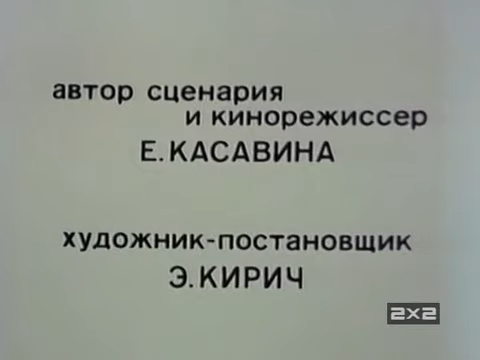 автор сценария
и кинорежиссер
Е.КАСАВИНА
художник-постановщик
Э.КИРИЧ
2x2